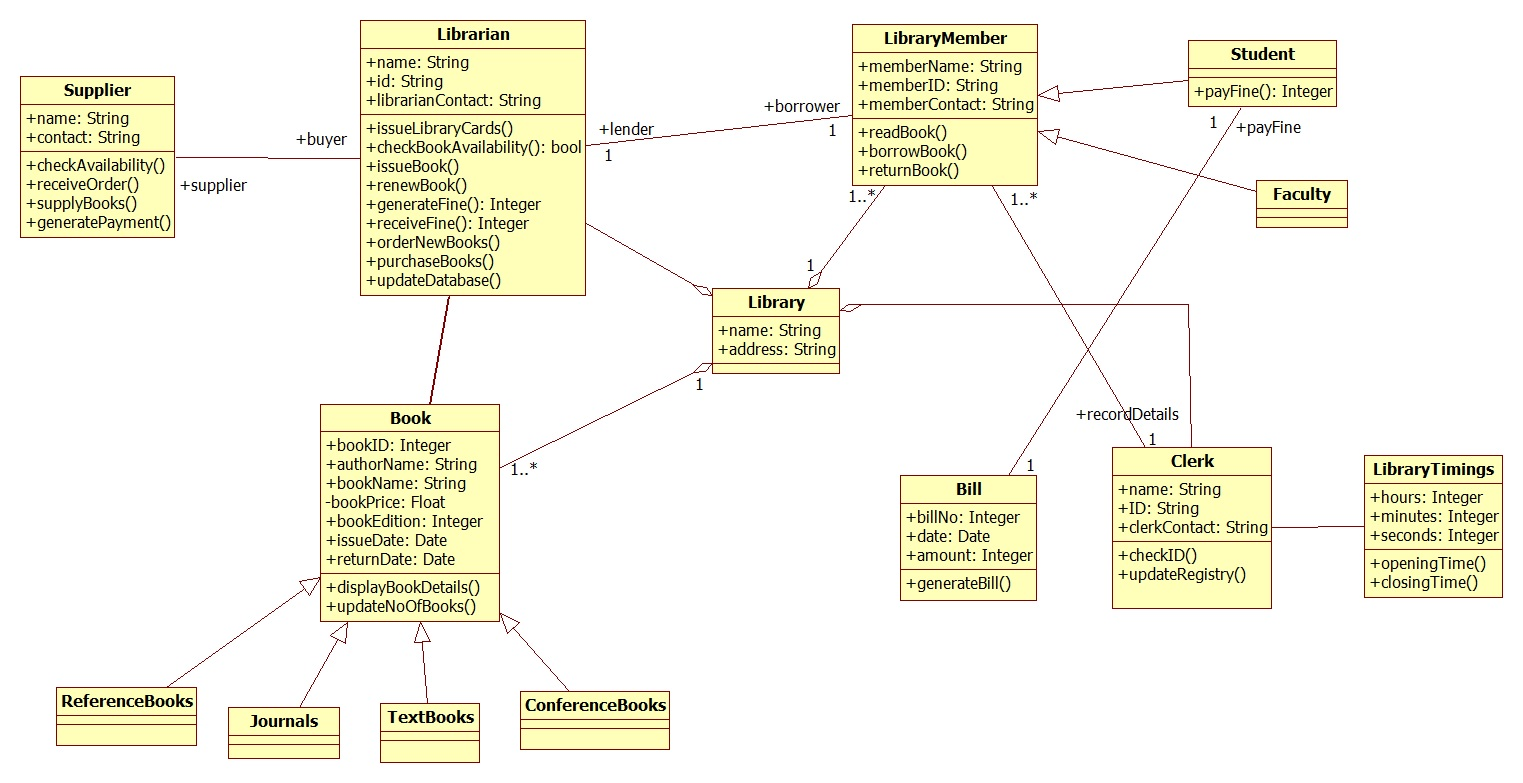 Supplier
+name: String
+contact: String
+checkAvailability()
+receiveOrder()
+supplyBooks()
+generatePayment()
+buyer
+supplier
Librarian
+name: String
+id: String
+librarianContact: String
+issueLibraryCards()
+checkBookAvailability(): bool
+issueBook()
+renewBook()
+generateFine(): Integer
+receiveFine(): Integer
+orderNewBooks()
+purchaseBooks()
+updateDatabase()
+lender
1
+borrower
1
LibraryMember
+memberName: String
+memberID: String
+memberContact: String
+readBook()
+borrowBook()
+returnBook()
1..*
1..*
Student
+payFine(): Integer
1
+payFine
Faculty
1
Library
+name: String
+address: String
1
1..*
Book
+bookID: Integer
+authorName: String
+bookName: String
-bookPrice: Float
+bookEdition: Integer
+issueDate: Date
+returnDate: Date
+displayBookDetails()
+updateNoOfBooks()
+recordDetails
1
1
Bill
+billNo: Integer
+date: Date
+amount: Integer
+generateBill()
Clerk
+name: String
+ID: String
+clerkContact: String
+checkID()
+updateRegistry()
LibraryTimings
+hours: Integer
+minutes: Integer
+seconds: Integer
+openingTime()
+closingTime()
ReferenceBooks
Journals
TextBooks
ConferenceBooks